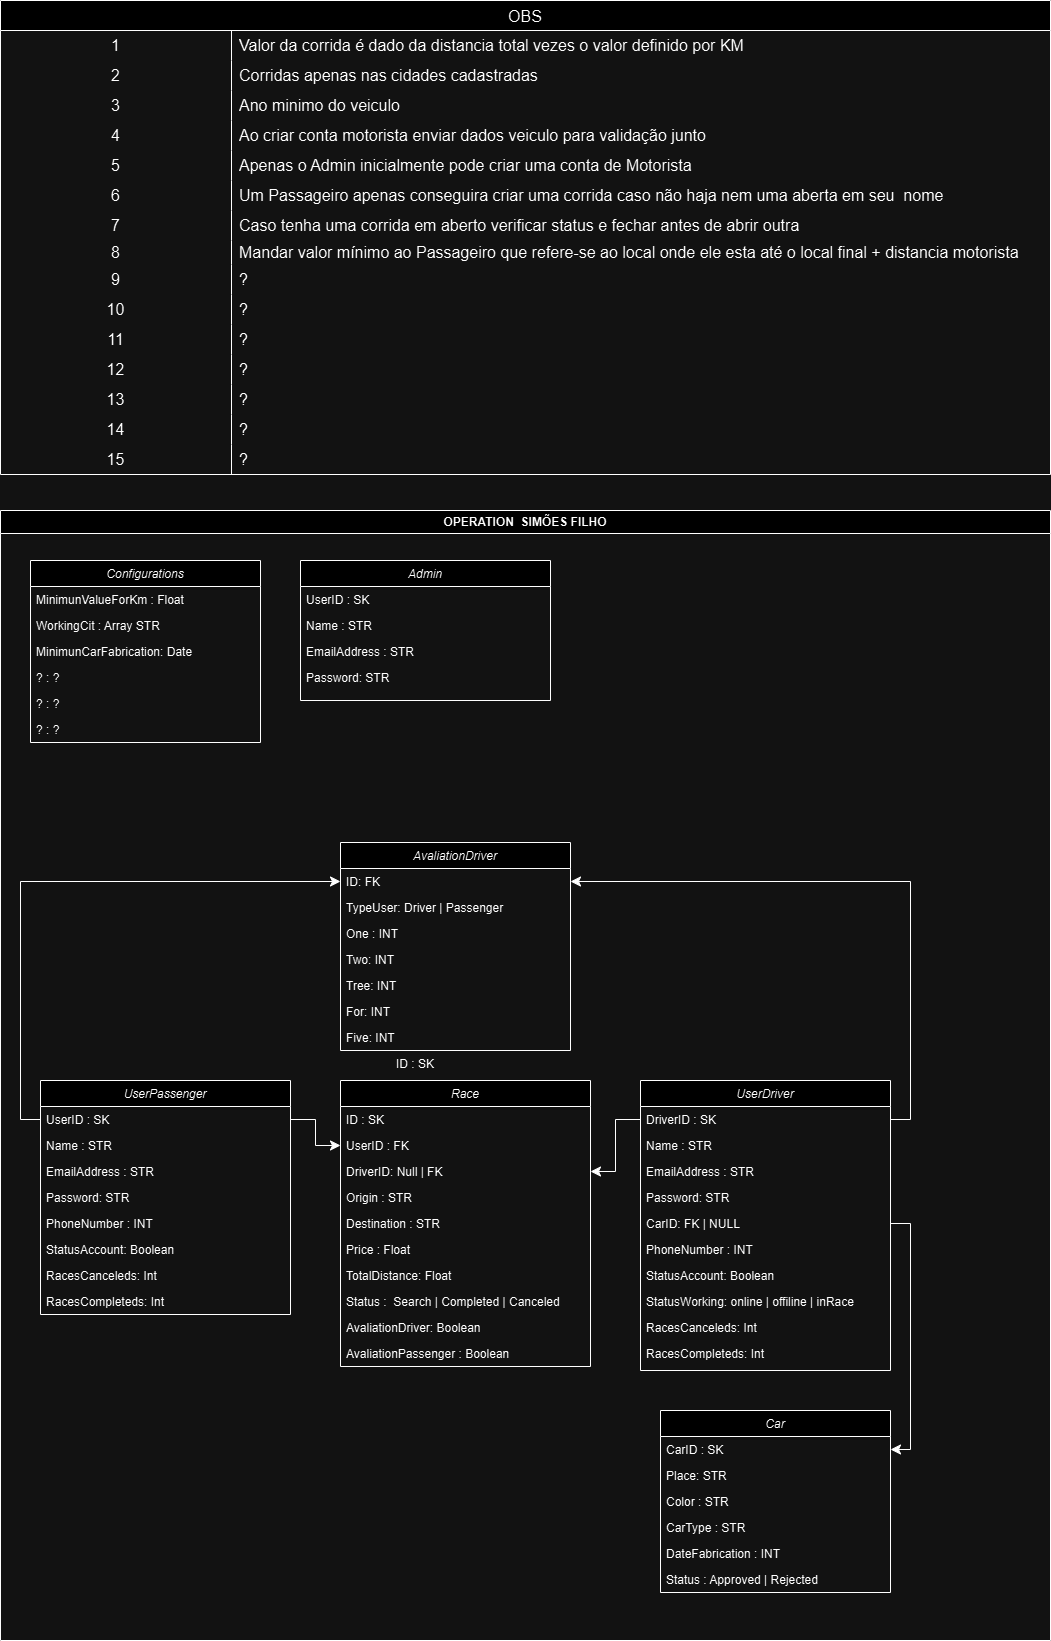 OBS
1 Valor da corrida é dado da distancia total vezes o valor definido por KM
2 Corridas apenas nas cidades cadastradas
3 Ano minimo do veiculo
4 Ao criar conta motorista enviar dados veiculo para validação junto
5 Apenas o Admin inicialmente pode criar uma conta de Motorista
6 Um Passageiro apenas conseguira criar uma corrida caso não haja nem uma aberta em seu  nome
7 Caso tenha uma corrida em aberto verificar status e fechar antes de abrir outra
8 Mandar valor mínimo ao Passageiro que refere-se ao local onde ele esta até o local final + distancia motorista
9 ?
10 ?
11 ?
12 ?
13 ?
14 ?
15 ?
OPERATION  SIMÕES FILHO
Configurations
MinimunValueForKm : Float
WorkingCit : Array STR
MinimunCarFabrication: Date
? : ?
? : ?
? : ?
Admin
UserID : SK
Name : STR
EmailAddress : STR
Password: STR
AvaliationDriver
ID: FK
TypeUser: Driver | Passenger
One : INT
Two: INT
Tree: INT
For: INT
Five: INT
ID : SK
UserPassenger
UserID : SK
Name : STR
EmailAddress : STR
Password: STR
PhoneNumber : INT
StatusAccount: Boolean
RacesCanceleds: Int
RacesCompleteds: Int
Race
ID : SK
UserID : FK
DriverID: Null | FK
Origin : STR
Destination : STR
Price : Float
TotalDistance: Float
Status :  Search | Completed | Canceled
AvaliationDriver: Boolean
AvaliationPassenger : Boolean
UserDriver
DriverID : SK
Name : STR
EmailAddress : STR
Password: STR
CarID: FK | NULL
PhoneNumber : INT
StatusAccount: Boolean
StatusWorking: online | offiline | inRace
RacesCanceleds: Int
RacesCompleteds: Int
Car
CarID : SK
Place: STR
Color : STR
CarType : STR
DateFabrication : INT
Status : Approved | Rejected